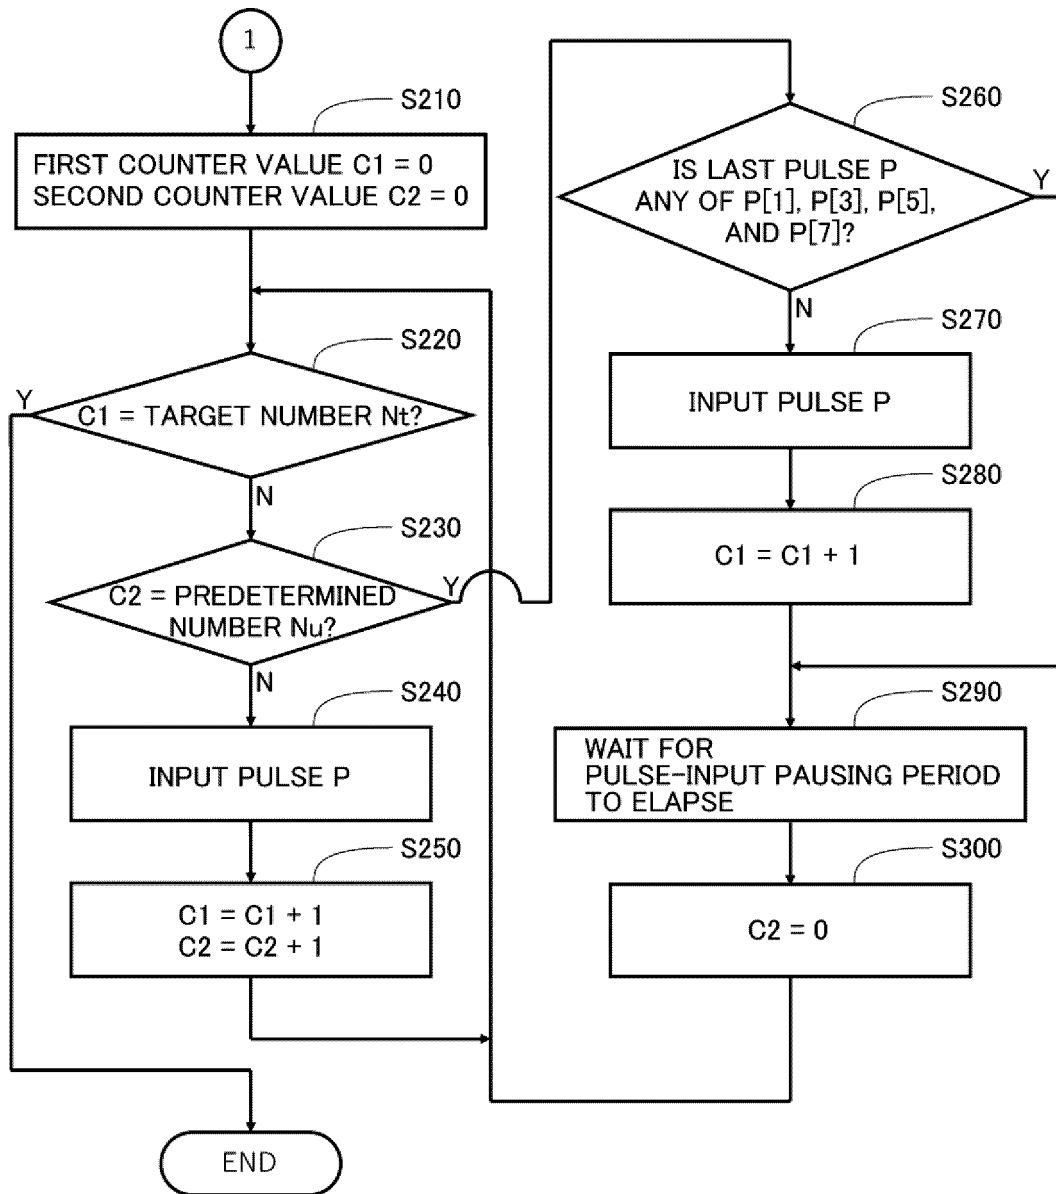 1
S210
FIRST COUNTER VALUE C1 = 0
SECOND COUNTER VALUE C2 = 0
S220
Y
C1 = TARGET NUMBER Nt?
N
S230
C2 = PREDETERMINED
NUMBER Nu?
Y
N
S240
INPUT PULSE P
S250
C1 = C1 + 1
C2 = C2 + 1
END
S260
IS LAST PULSE P
ANY OF P[1], P[3], P[5],
AND P[7]?
Y
N
S270
INPUT PULSE P
S280
C1 = C1 + 1
S290
WAIT FOR
PULSE-INPUT PAUSING PERIOD
TO ELAPSE
S300
C2 = 0